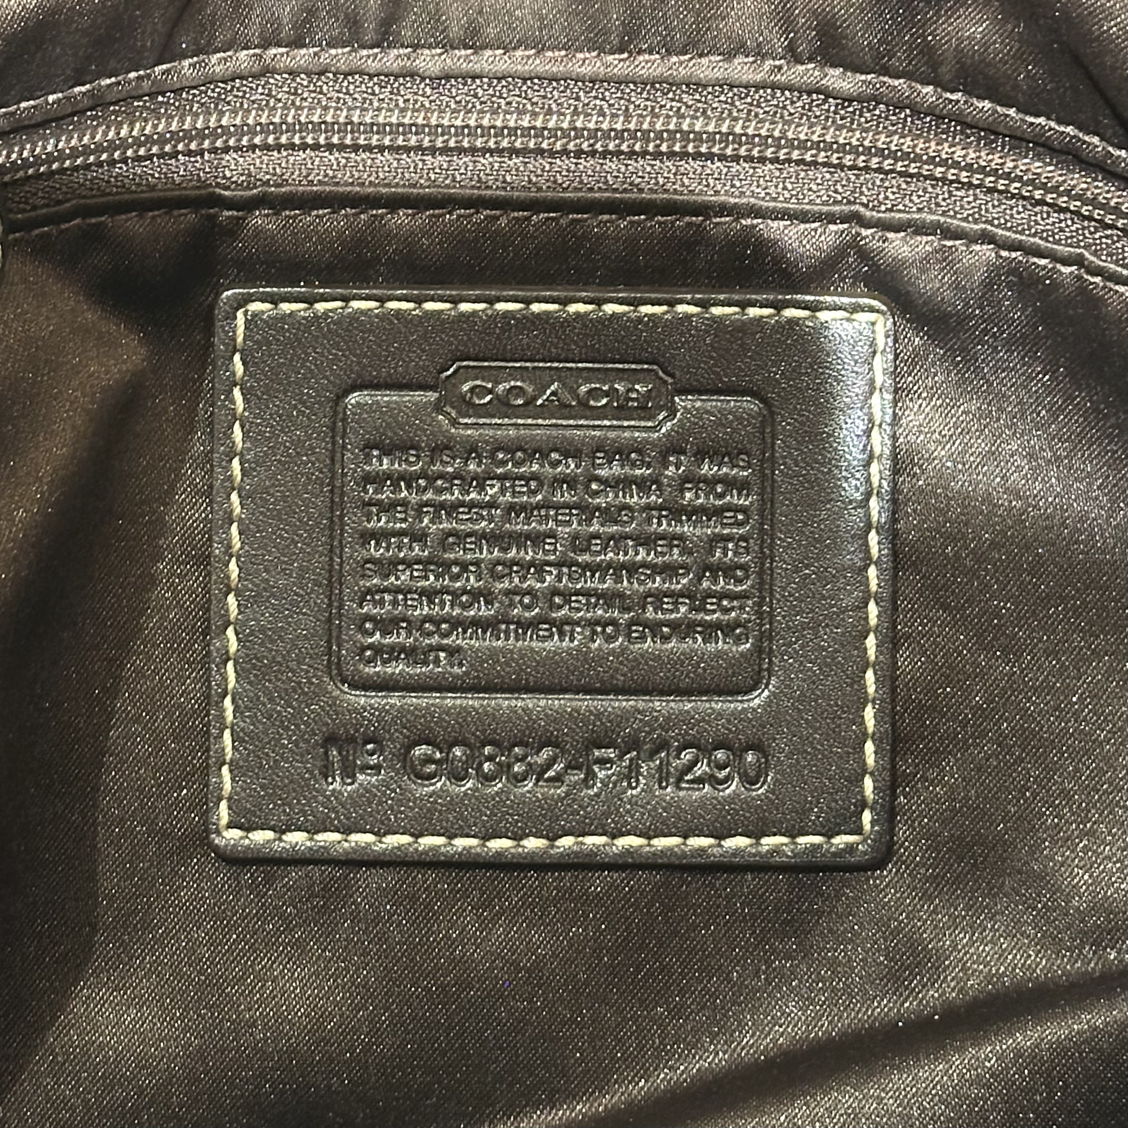 COACH
THIS IS A COACH BAG. IT WAS
HANDCRAFTED IN CHINA FROM
THE FINEST MATERIALS TRIMMED
WITH GENUINE LEATHER. ITS
SUPERIOR CRAFTSMANSHIP AND
ATTENTION TO DETAIL REFLECT
OUR COMMITMENT TO ENDURING
QUALITY.
Nº G0882-F11290